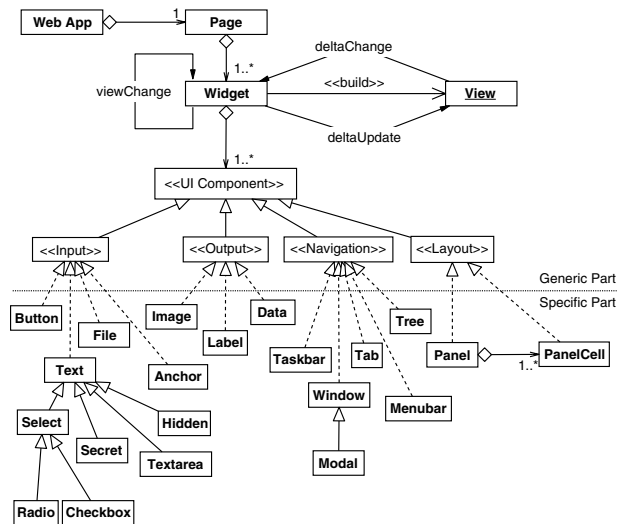 Web App
1
Page
deltaChange
1..*
<<build>>
viewChange
Widget
View
deltaUpdate
1..*
<<UI Component>>
<<Input>>
<<Output>>
<<Navigation>>
<<Layout>>
Generic Part
Specific Part
Button
File
Image
Label
Data
Taskbar
Tab
Tree
Panel
1..*
PanelCell
Text
Anchor
Window
Menubar
Select
Secret
Hidden
Textarea
Modal
Radio
Checkbox